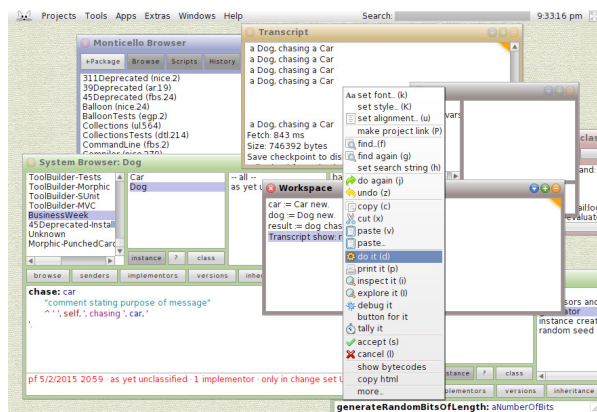 Projects Tools Apps Extras Windows Help
Search:
9:33:16 pm
Monticello Browser
+Package Browse Scripts History
311Deprecated (nice.2)
39Deprecated (ar.19)
45Deprecated (fbs.24)
Balloon (nice.24)
BalloonTests (egp.2)
Collections (ul.564)
CollectionsTests (dtl.214)
CommandLine (fbs.2)
Transcript
a Dog, chasing a Car
a Dog, chasing a Car
a Dog, chasing a Car
a Dog, chasing a Car
Fetch: 843 ms
Size: 746392 bytes
Save checkpoint to dis
System Browser: Dog
ToolBuilder-Tests
ToolBuilder-Morphic
ToolBuilder-SUnit
ToolBuilder-MVC
BusinessWeek
45Deprecated-Instal
Unknown
Morphic-PunchedCard
Car
Dog
instance ? class
-- all --
as yet u
browse senders implementors versions inhe
chase: car
"comment stating purpose of message"
^ ' ', self, ', chasing ', car, '
'.
pf 5/2/2015 20:59 · as yet unclassified · 1 implementor · only in change set U
Workspace
car := Car new.
dog := Dog new.
result := dog chas
Transcript show: r
set font.. (k)
set style.. (K)
set alignment.. (u)
make project link (P)
find..(f)
find again (g)
set search string (h)
do again (j)
undo (z)
copy (c)
cut (x)
paste (v)
paste..
do it (d)
print it (p)
inspect it (i)
explore it (I)
debug it
button for it
tally it
accept (s)
cancel (l)
show bytecodes
copy html
more..
vars
clas
and:
instance creat
random seed
stance ? class
plementors versions inheritance
generateRandomBitsOfLength: aNumberOfBits